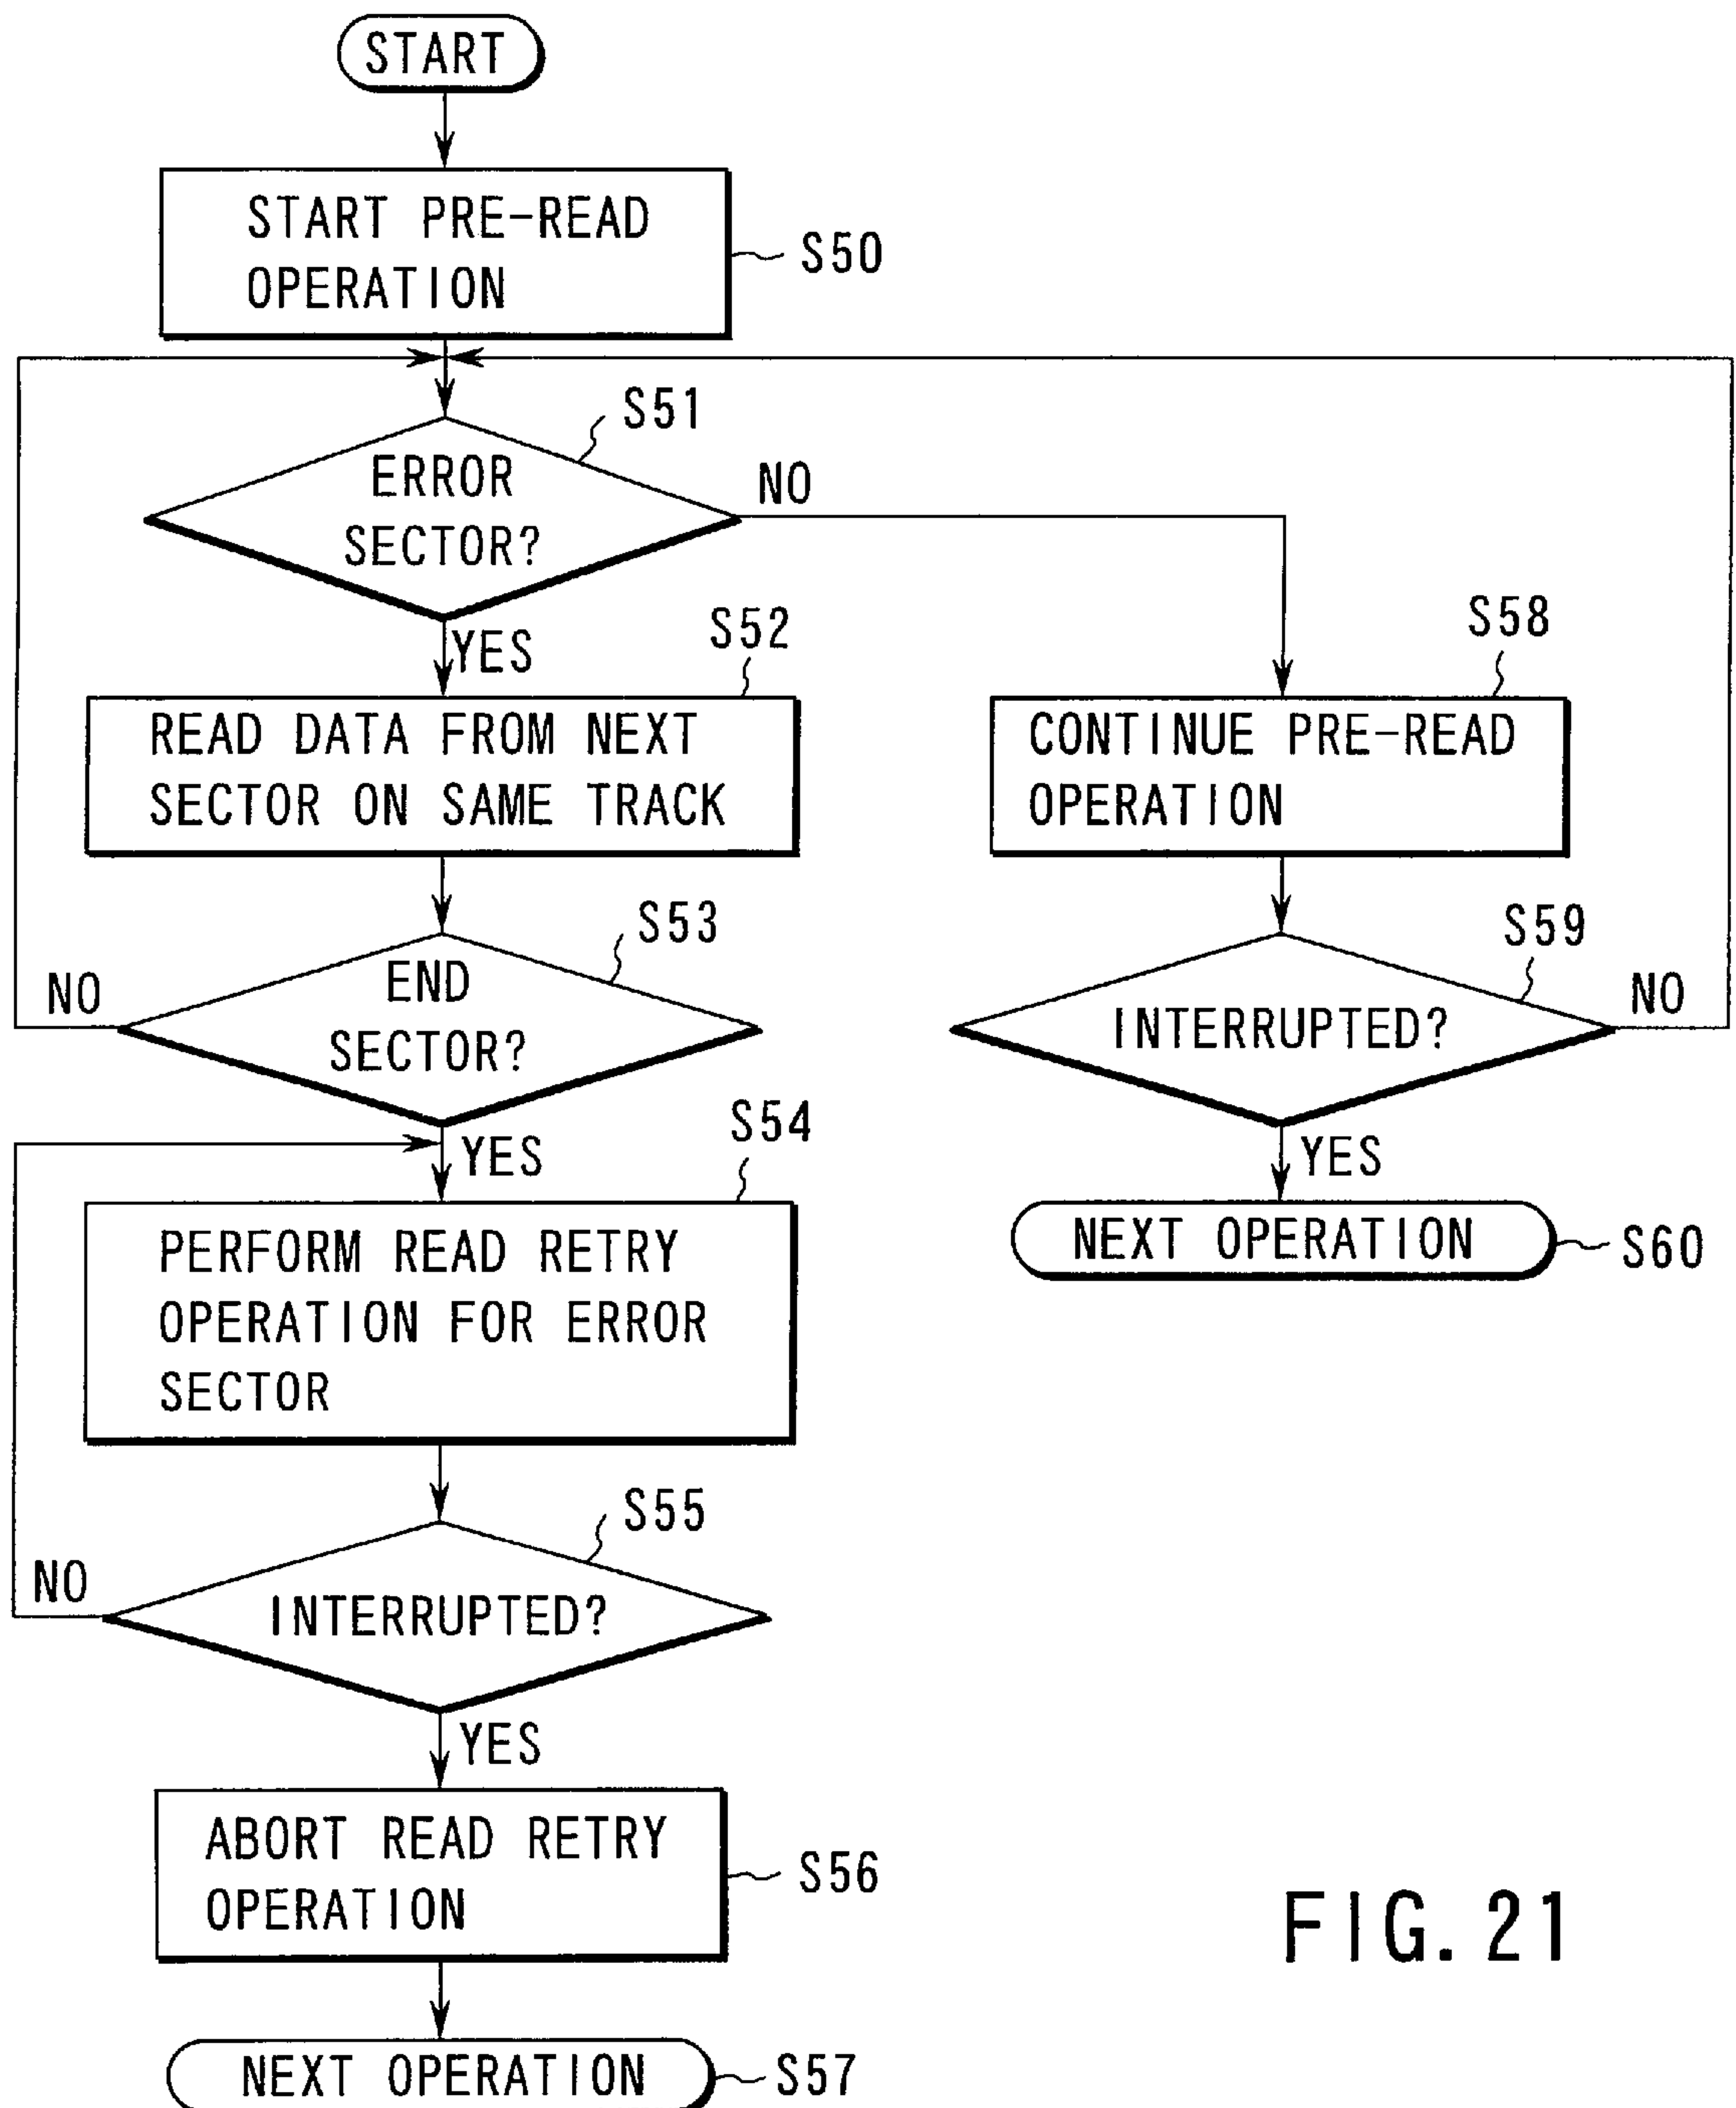 START
START PRE-READ
OPERATION
S50
S51
ERROR
SECTOR?
NO
YES
S52
READ DATA FROM NEXT
SECTOR ON SAME TRACK
S58
CONTINUE PRE-READ
OPERATION
S53
END
SECTOR?
NO
S59
INTERRUPTED?
NO
YES
S54
YES
NEXT OPERATION
S60
PERFORM READ RETRY
OPERATION FOR ERROR
SECTOR
S55
INTERRUPTED?
NO
YES
ABORT READ RETRY
OPERATION
S56
NEXT OPERATION
S57
FIG. 21